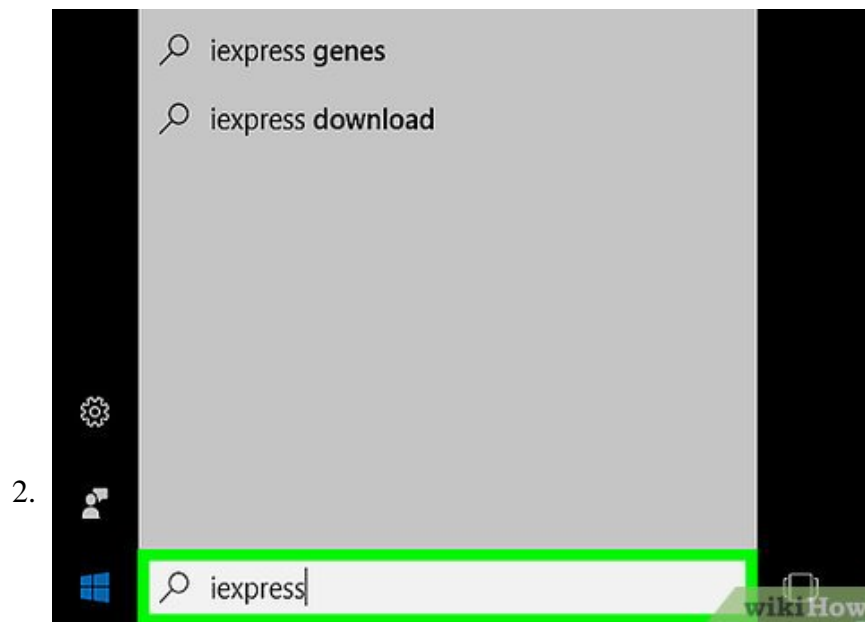 iexpress genes
iexpress download
2.
iexpress
wikiHow